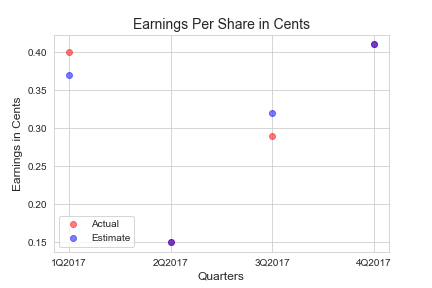 Earnings Per Share in Cents
Earnings in Cents
0.40
0.35
0.30
0.25
0.20
0.15
Actual
Estimate
1Q2017 2Q2017 3Q2017 4Q2017
Quarters